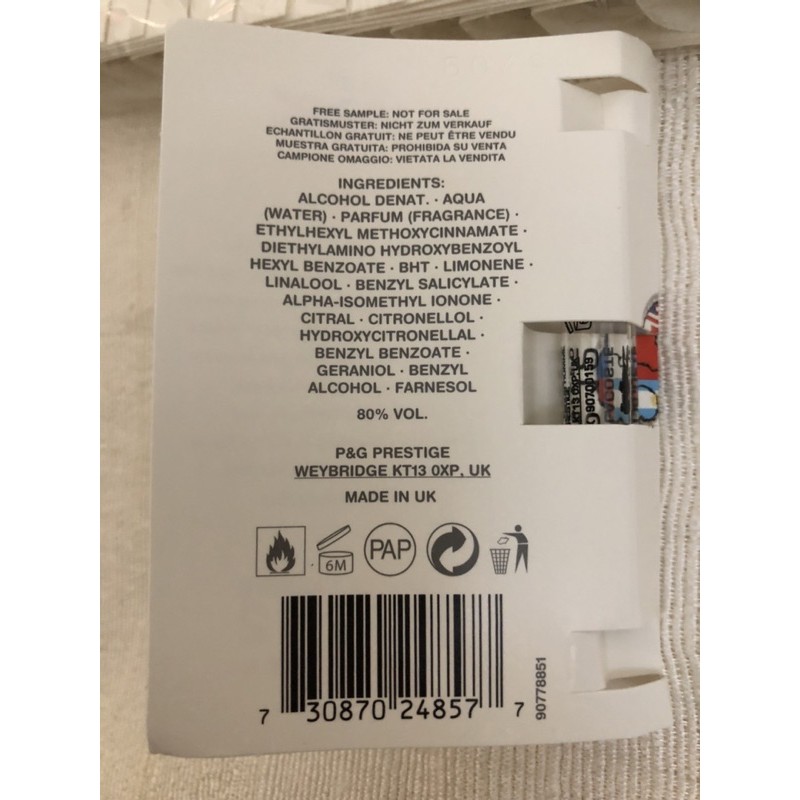 FREE SAMPLE: NOT FOR SALE
GRATISMUSTER: NICHT ZUM VERKAUF
ECHANTILLON GRATUIT: NE PEUT ÊTRE VENDU
MUESTRA GRATUITA: PROHIBIDA SU VENTA
CAMPIONE OMAGGIO: VIETATA LA VENDITA
INGREDIENTS:
ALCOHOL DENAT. · AQUA
(WATER) · PARFUM (FRAGRANCE) ·
ETHYLHEXYL METHOXYCINNAMATE ·
DIETHYLAMINO HYDROXYBENZOYL
HEXYL BENZOATE · BHT · LIMONENE ·
LINALOOL · BENZYL SALICYLATE ·
ALPHA-ISOMETHYL IONONE ·
CITRAL · CITRONELLOL ·
HYDROXYCITRONELLAL ·
BENZYL BENZOATE ·
GERANIOL · BENZYL
ALCOHOL · FARNESOL
80% VOL.
P&G PRESTIGE
WEYBRIDGE KT13 0XP, UK
MADE IN UK
6M
PAP
7 30870 24857 7
90778851